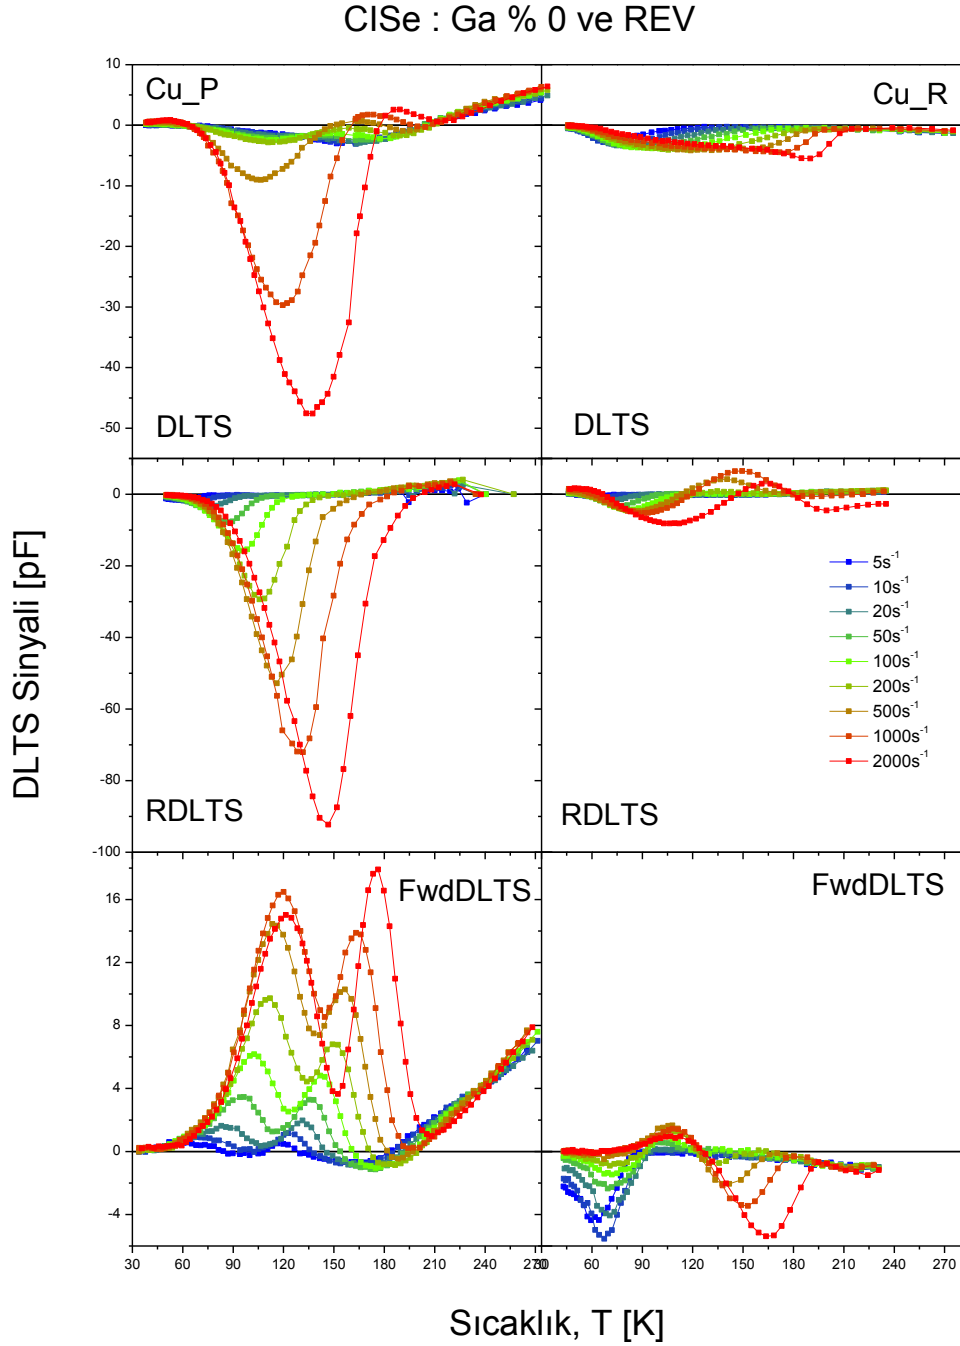 CISe : Ga % 0 ve REV
Cu_P
Cu_R
10
0
-10
-20
-30
-40
-50
DLTS
DLTS
0
-20
-40
-60
-80
-100
RDLTS
RDLTS
5s⁻¹
10s⁻¹
20s⁻¹
50s⁻¹
100s⁻¹
200s⁻¹
500s⁻¹
1000s⁻¹
2000s⁻¹
DLTS Sinyali [pF]
FwdDLTS
FwdDLTS
16
12
8
4
0
-4
30 60 90 120 150 180 210 240 270
30 60 90 120 150 180 210 240 270
Sıcaklık, T [K]